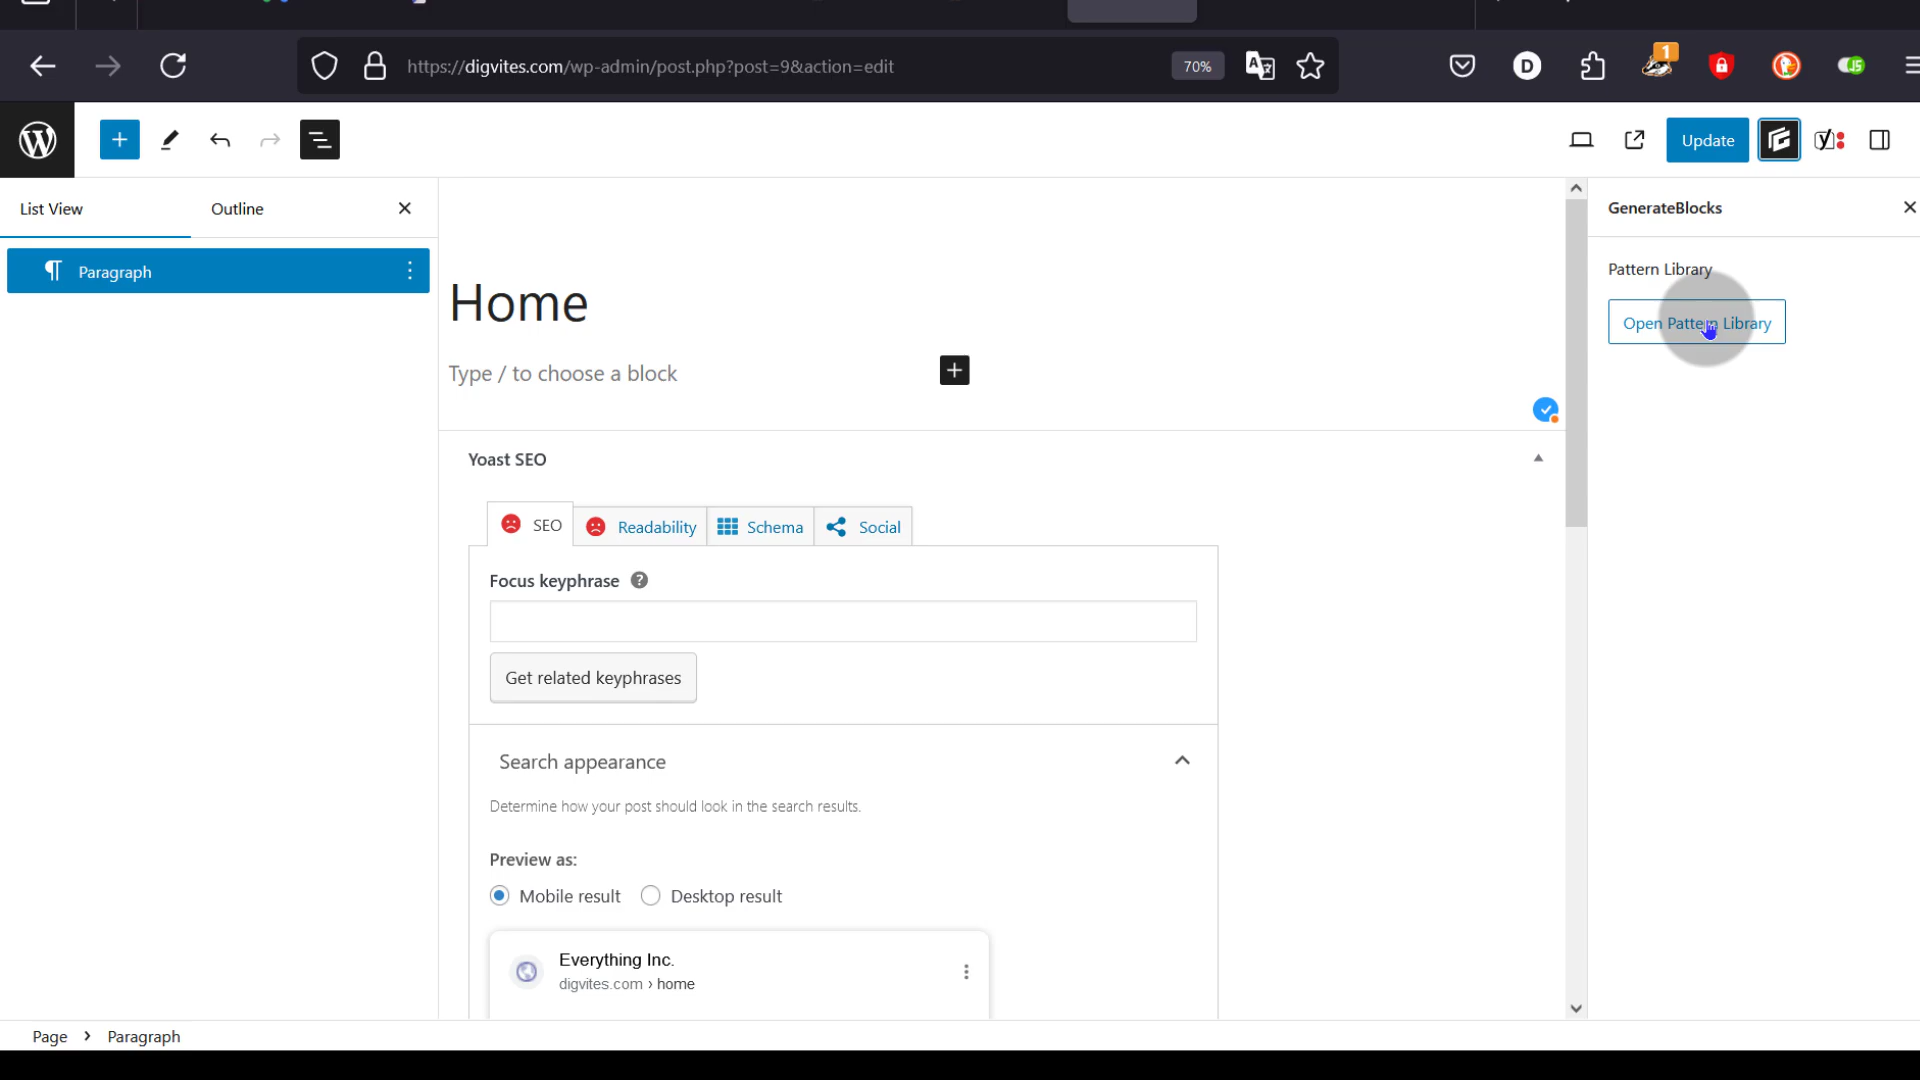 https://digvites.com/wp-admin/post.php?post=9&action=edit
70%
D
1
JS
Update
List View
Outline
GenerateBlocks
Paragraph
Pattern Library
Home
Open Pattern Library
Type / to choose a block
Yoast SEO
SEO
Readability
Schema
Social
Focus keyphrase ?
Get related keyphrases
Search appearance
Determine how your post should look in the search results.
Preview as:
Mobile result
Desktop result
Everything Inc.
digvites.com › home
Page › Paragraph